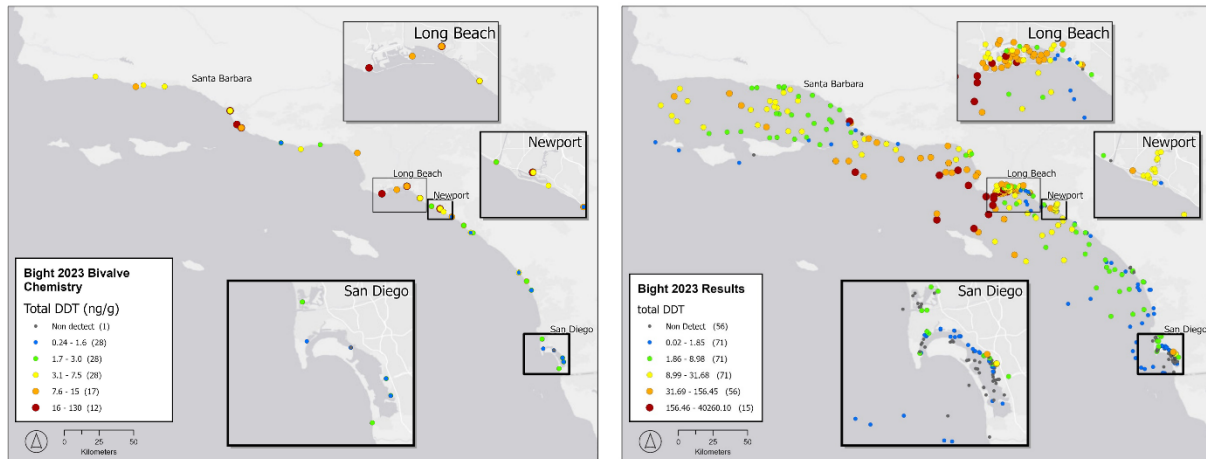 Long Beach
Santa Barbara
Newport
Long Beach
Newport
San Diego
San Diego
Bight 2023 Bivalve
Chemistry
Total DDT (ng/g)
Non dectect (1)
0.24 - 1.6 (28)
1.7 - 3.0 (28)
3.1 - 7.5 (28)
7.6 - 15 (17)
16 - 130 (12)
0 12.5 25 50
Kilometers
Long Beach
Santa Barbara
Newport
Long Beach
Newport
San Diego
San Diego
Bight 2023 Results
total DDT
Non Detect (56)
0.02 - 1.85 (71)
1.86 - 8.98 (71)
8.99 - 31.68 (71)
31.69 - 156.45 (56)
156.46 - 40260.10 (15)
0 12.5 25 50
Kilometers